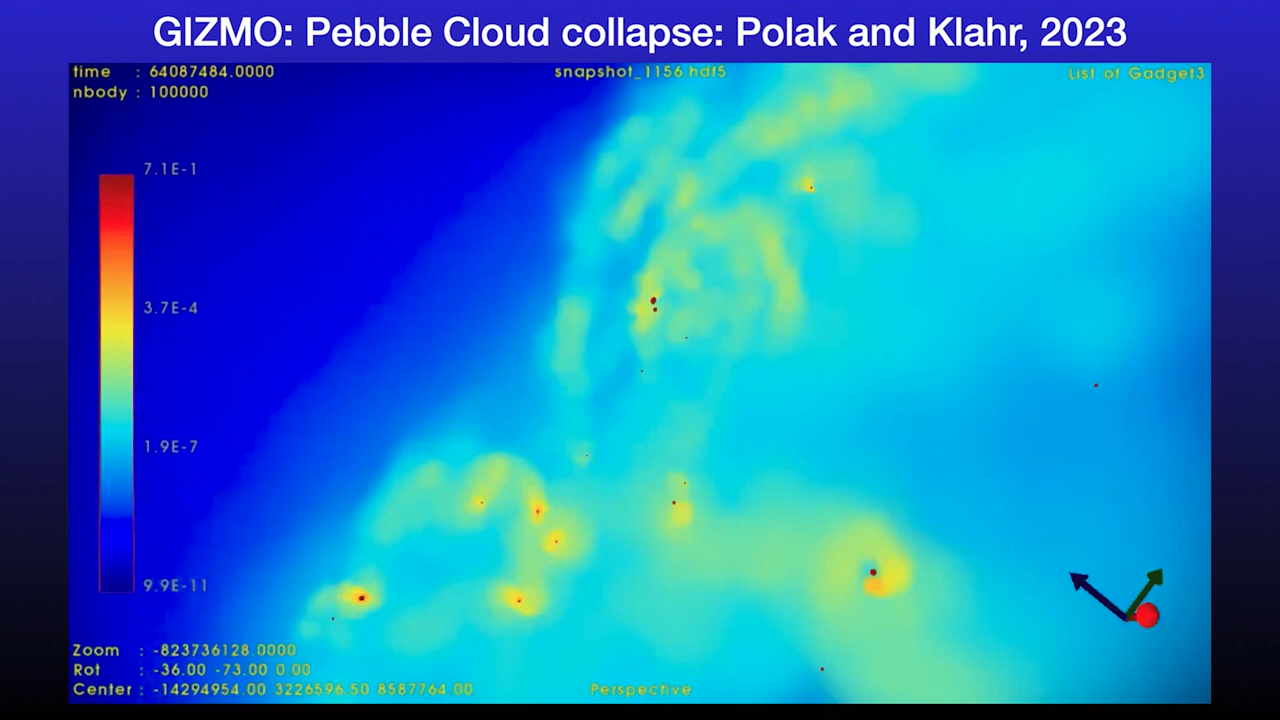 GIZMO: Pebble Cloud collapse: Polak and Klahr, 2023
time : 64087484.0000
snapshot_1156.hdf5
List of Gadget3
nbody : 100000
7.1E-1
3.7E-4
1.9E-7
9.9E-11
Zoom : -823736128.0000
Rot : -36.00 -73.00 0.00
Center : -14294954.00 3226596.50 8587764.00
Perspective